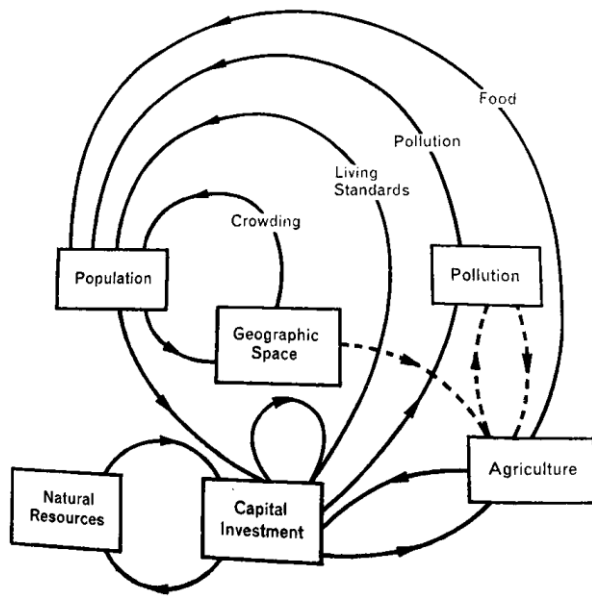 Food
Pollution
Living
Standards
Crowding
Population
Pollution
Geographic
Space
Agriculture
Natural
Resources
Capital
Investment